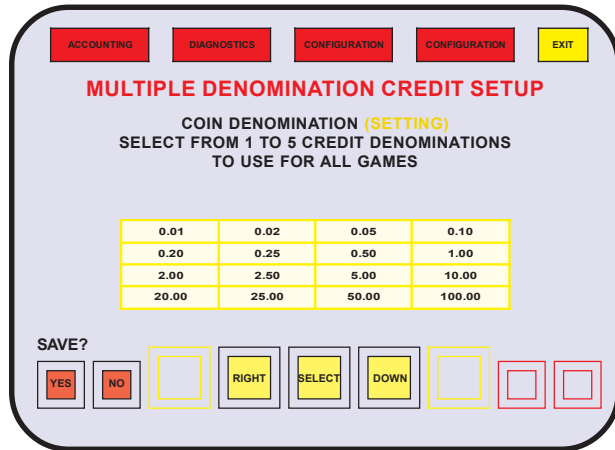 ACCOUNTING DIAGNOSTICS CONFIGURATION CONFIGURATION EXIT
MULTIPLE DENOMINATION CREDIT SETUP
COIN DENOMINATION (SETTING)
SELECT FROM 1 TO 5 CREDIT DENOMINATIONS
TO USE FOR ALL GAMES
0.01 0.02 0.05 0.10
0.20 0.25 0.50 1.00
2.00 2.50 5.00 10.00
20.00 25.00 50.00 100.00
SAVE?
YES NO RIGHT SELECT DOWN